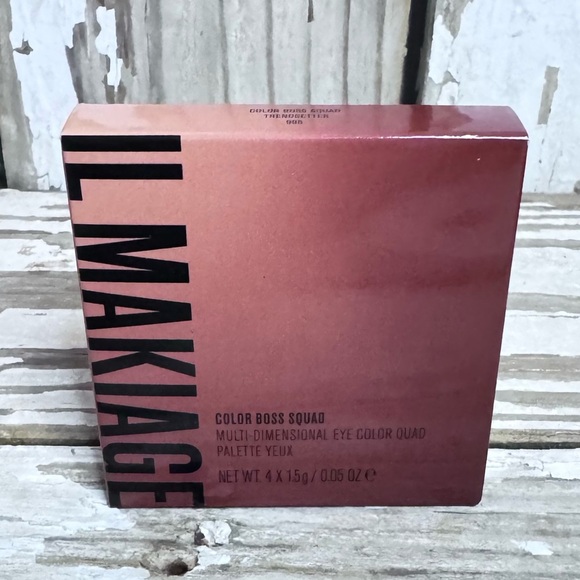 COLOR BOSS SQUAD
TRENDSETTER
IL MAKIAGE
COLOR BOSS SQUAD
MULTI-DIMENSIONAL EYE COLOR QUAD
PALETTE YEUX
NET WT. 4 X 1.5g / 0.05 OZ ℮